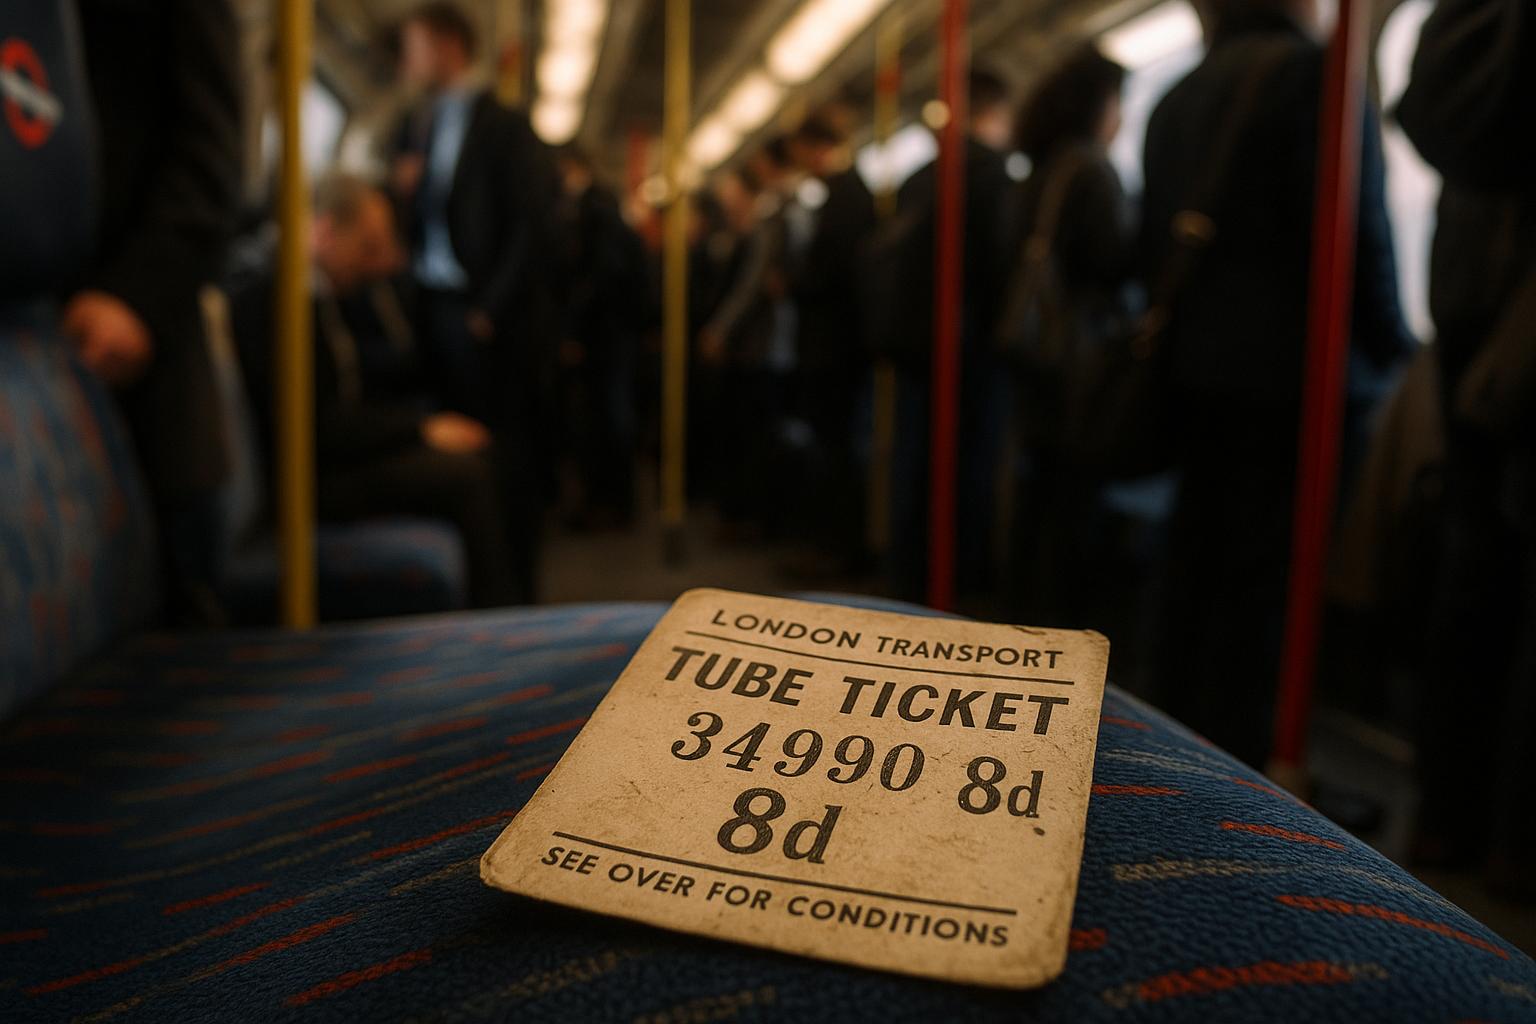 LONDON TRANSPORT
TUBE TICKET
34990 8d
8d
SEE OVER FOR CONDITIONS